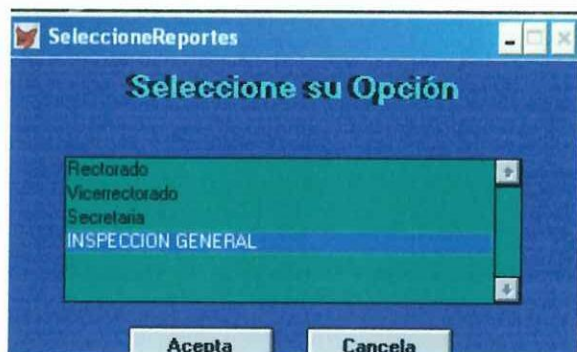 SeleccioneReportes
Seleccione su Opción
Rectorado
Vicerrectorado
Secretaria
INSPECCION GENERAL
Acepta
Cancela